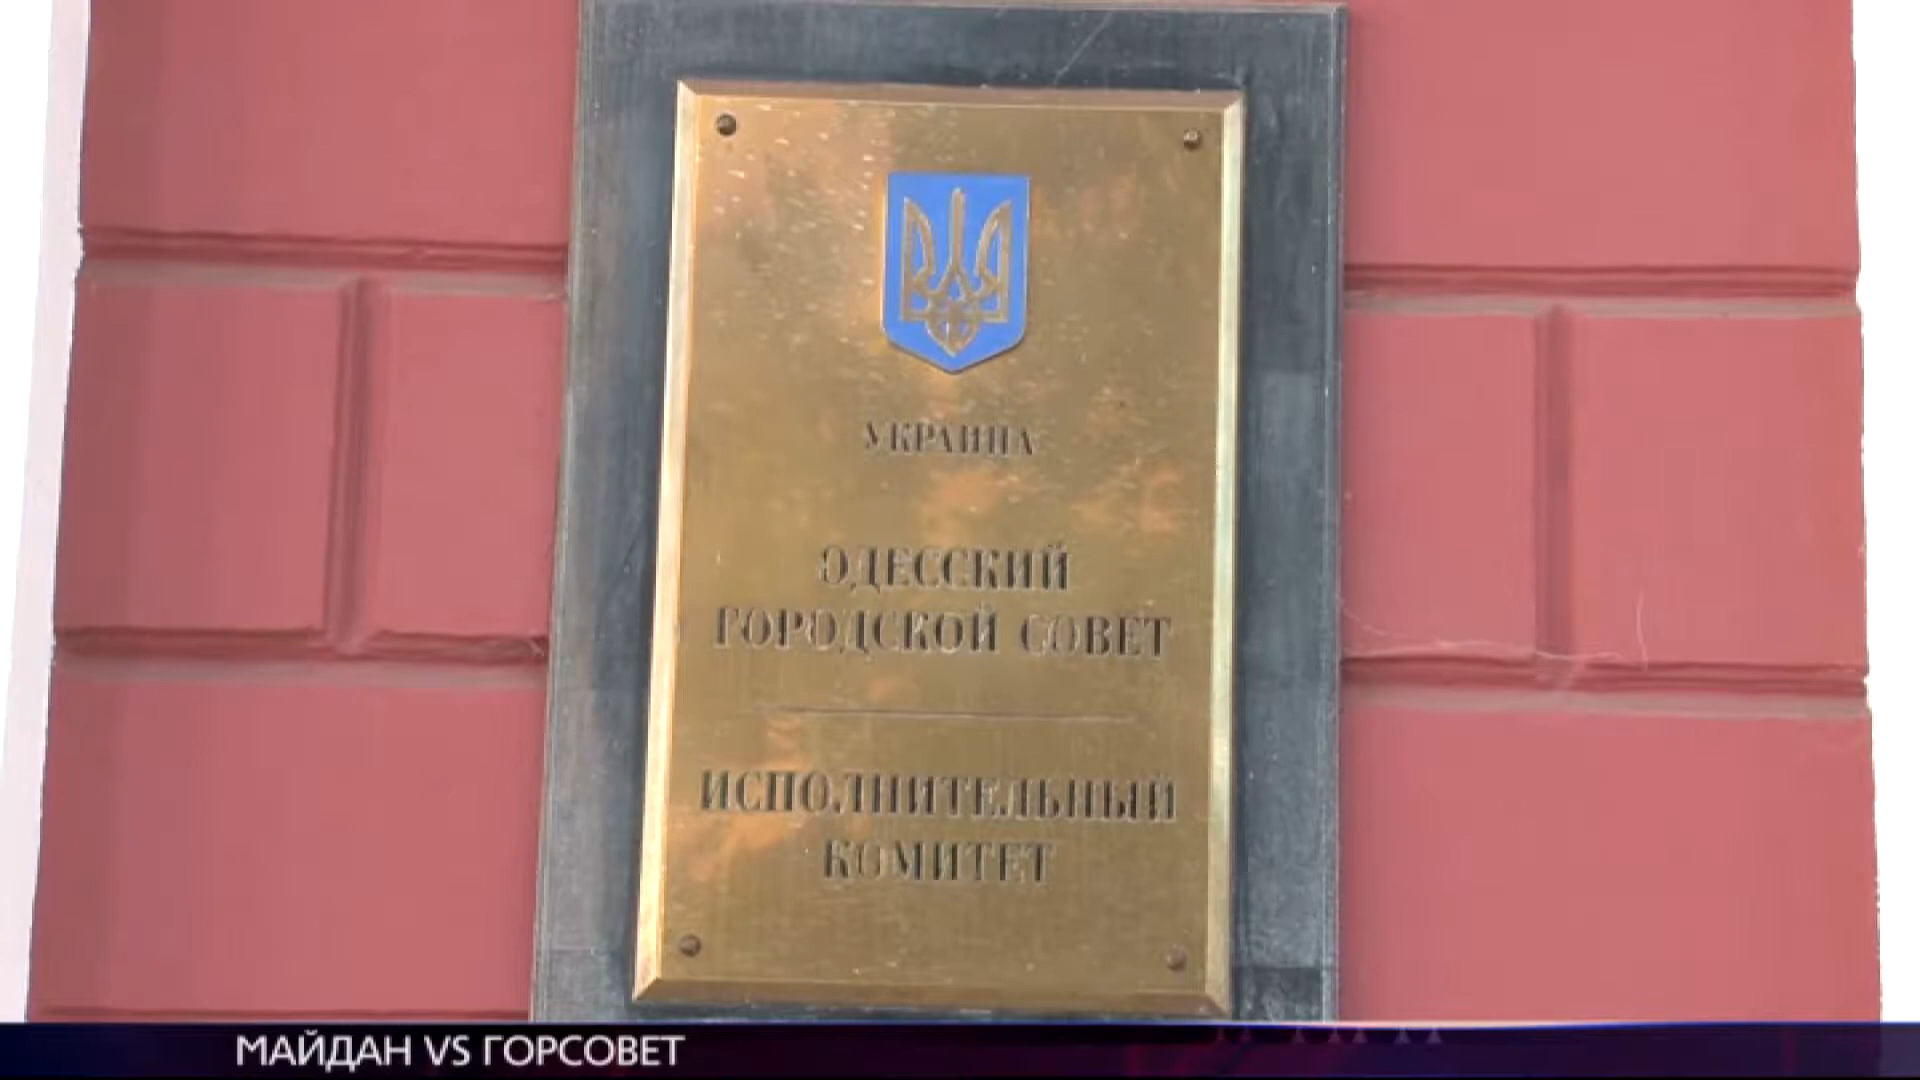 УКРАИНА
ОДЕССКИЙ
ГОРОДСКОЙ СОВЕТ
ИСПОЛНИТЕЛЬНЫЙ
КОМИТЕТ
МАЙДАН VS ГОРСОВЕТ